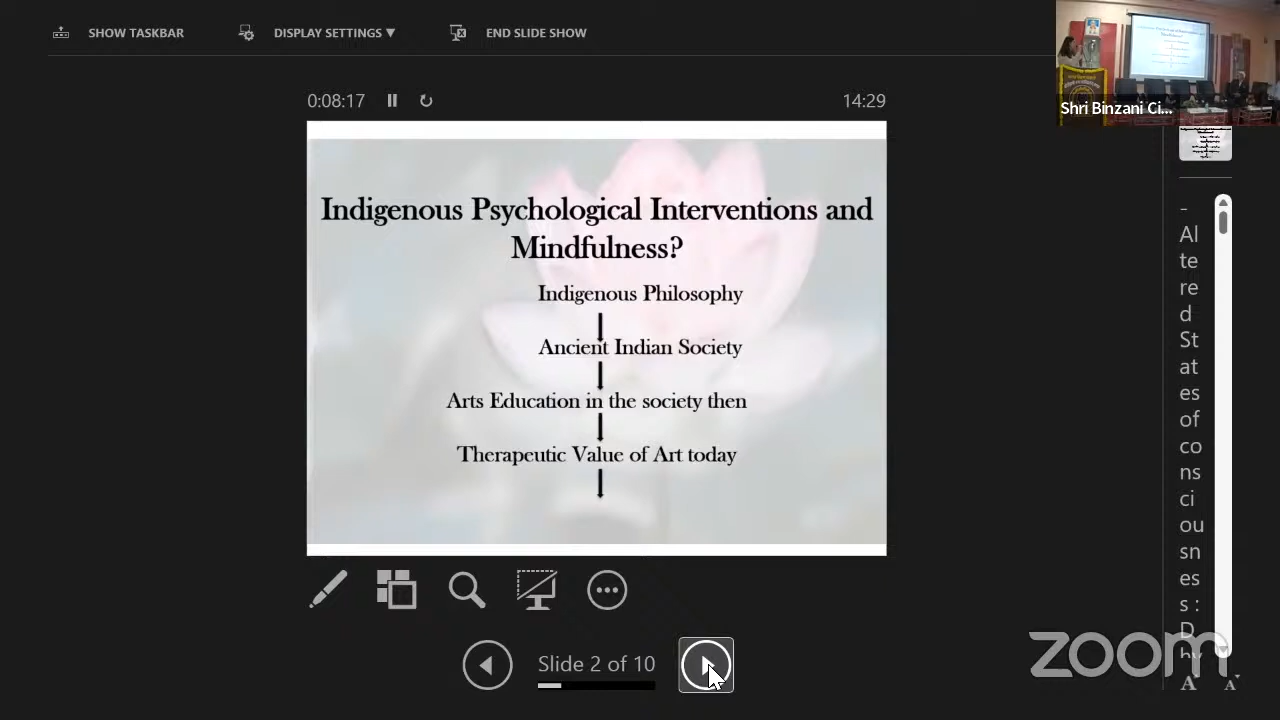 SHOW TASKBAR
DISPLAY SETTINGS ▼
END SLIDE SHOW
Shri Binzani Ci...
0:08:17
14:29
Indigenous Psychological Interventions and
Mindfulness?
Indigenous Philosophy
Ancient Indian Society
Arts Education in the society then
Therapeutic Value of Art today
Slide 2 of 10
-
Al
te
re
d
St
at
es
of
co
ns
ci
ou
sn
es
s :
D
A A
zoom